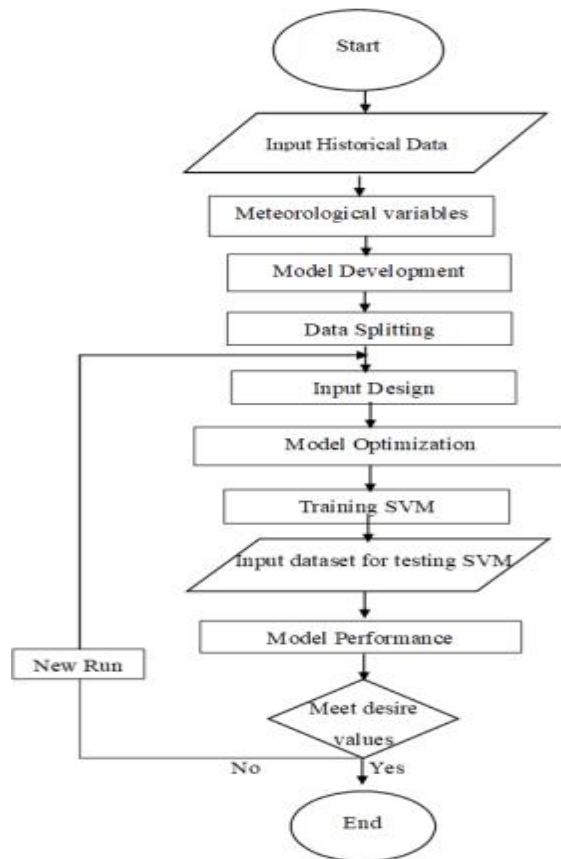 Start
Input Historical Data
Meteorological variables
Model Development
Data Splitting
Input Design
Model Optimization
Training SVM
Input dataset for testing SVM
Model Performance
New Run
Meet desire
values
No
Yes
End